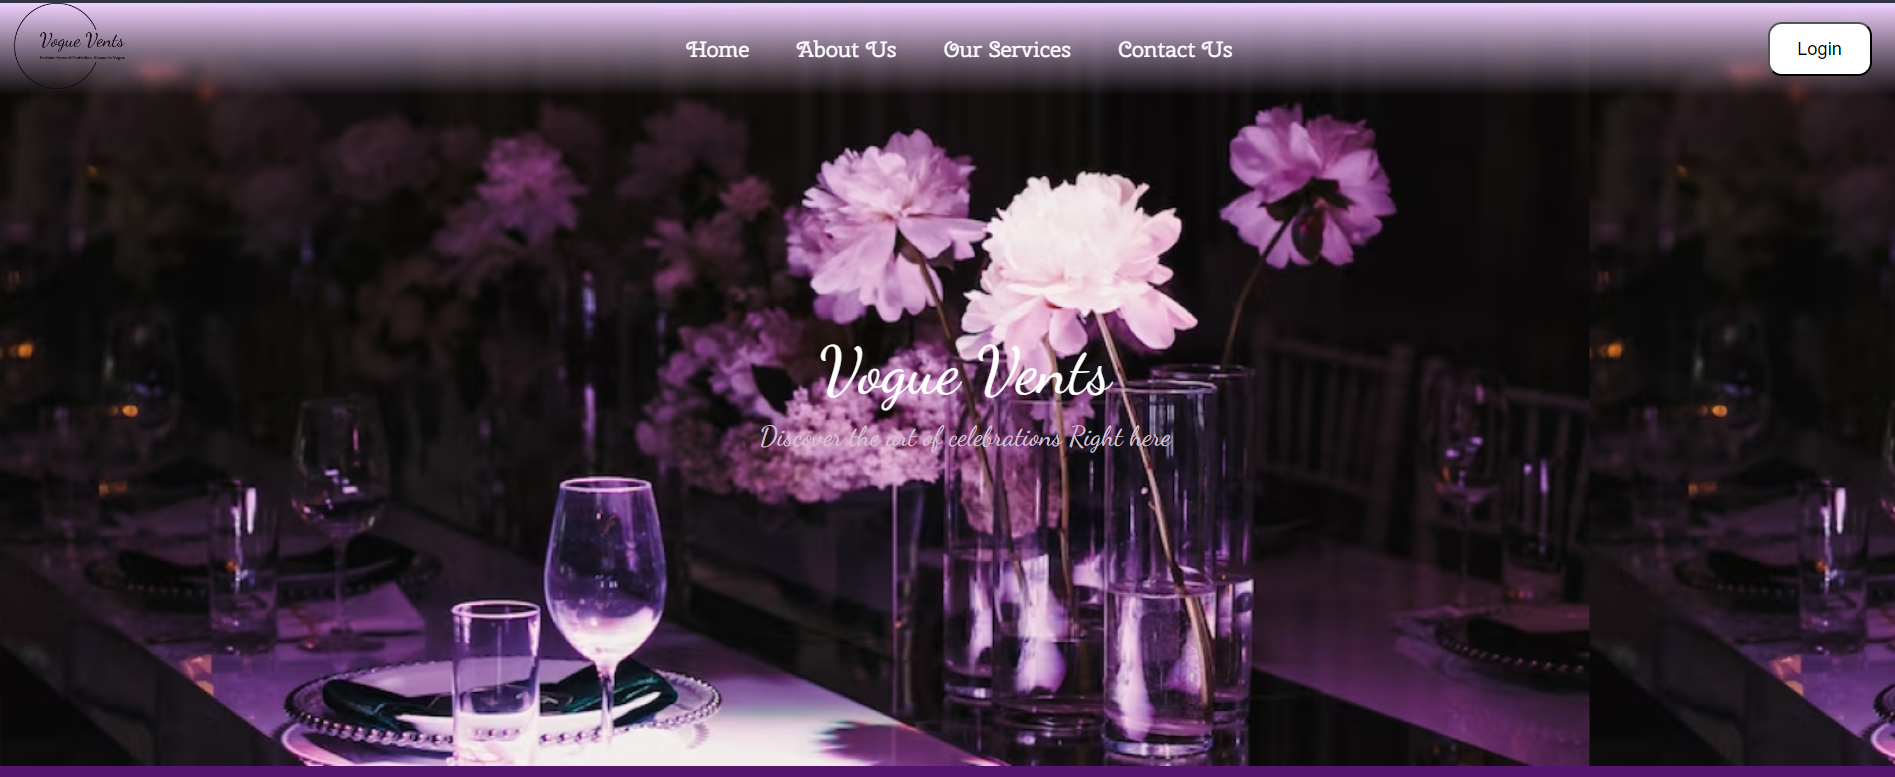 Vogue Vents
Home About Us Our Services Contact Us
Login
Vogue Vents
Discover the art of celebrations Right here